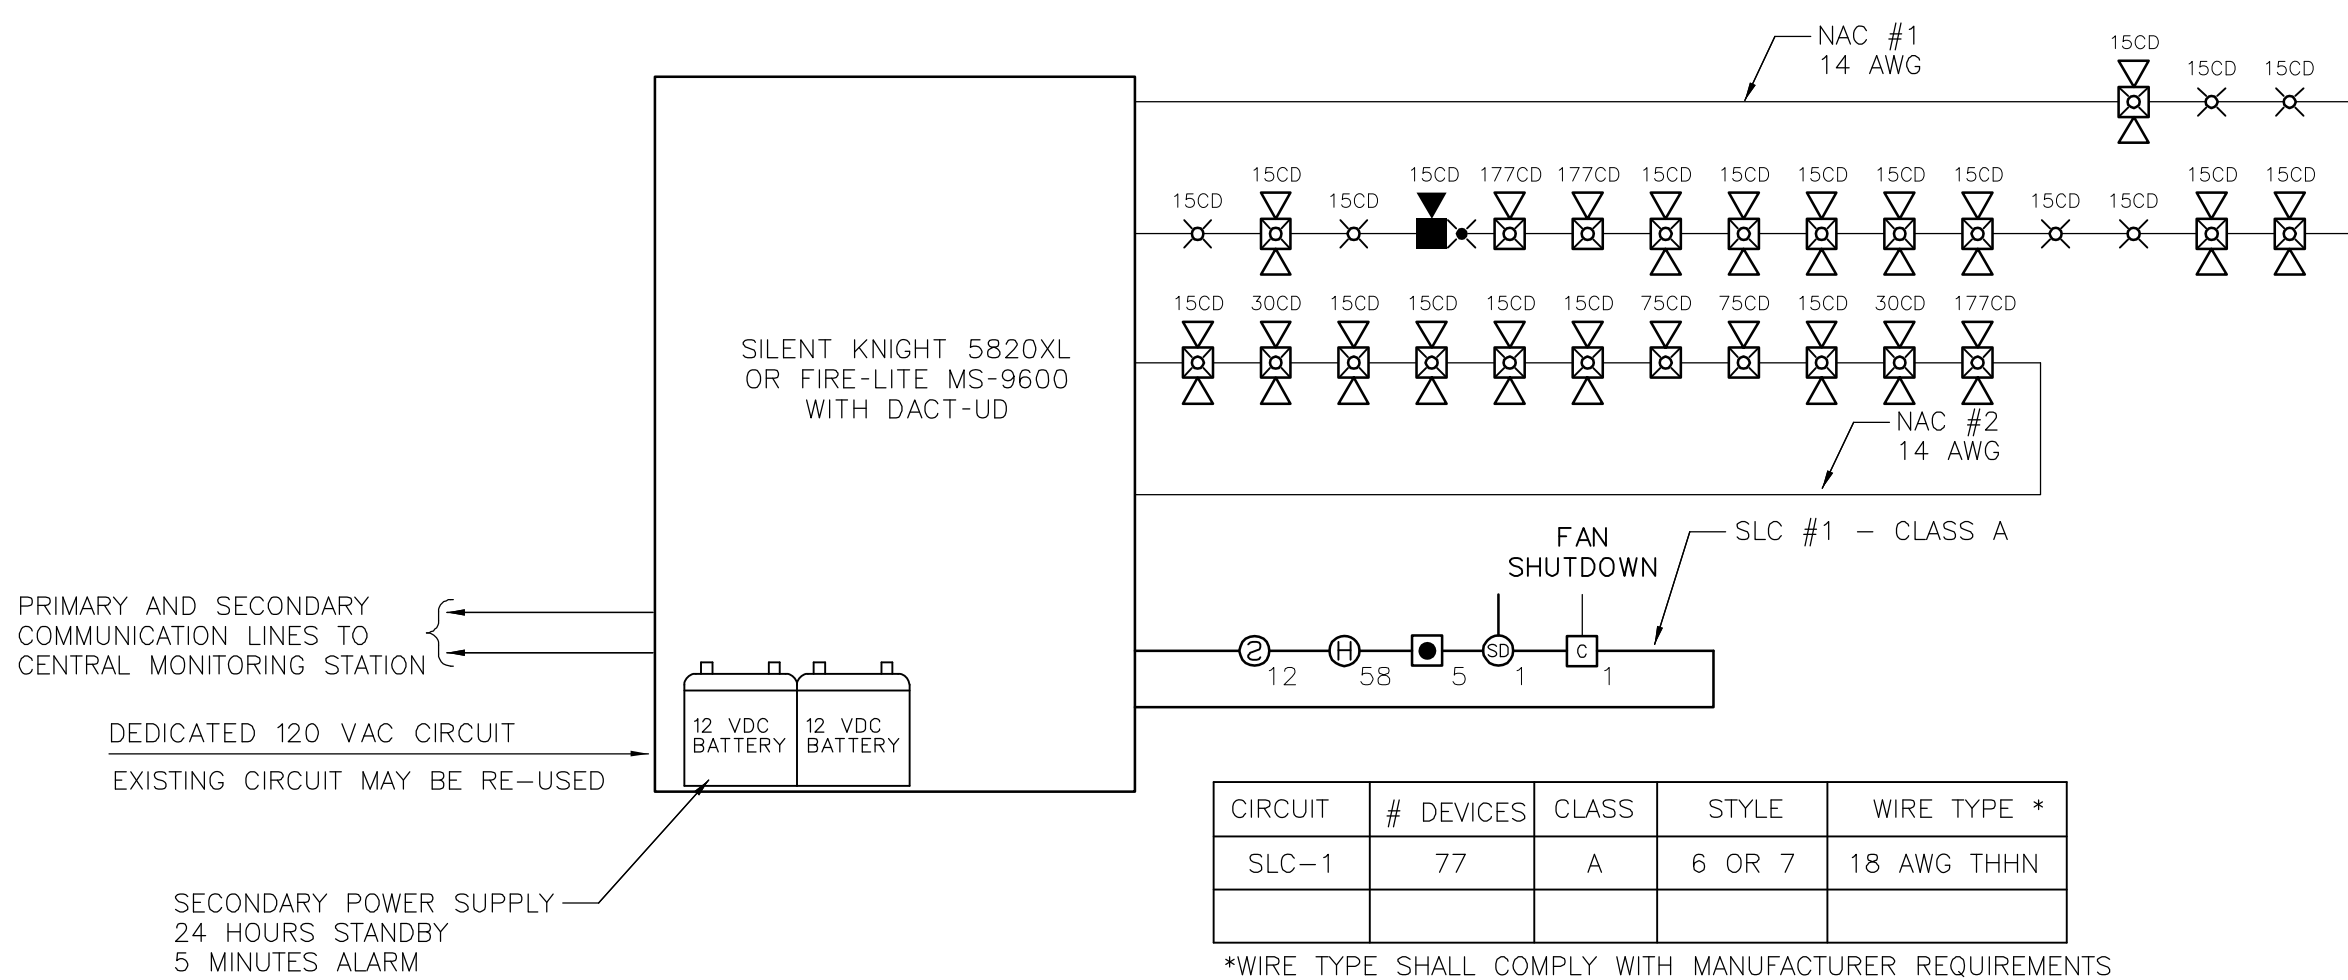 NAC #1
14 AWG
15CD
15CD 15CD
15CD 15CD 177CD 177CD 15CD 15CD 15CD 15CD 15CD 15CD 15CD
15CD 15CD 15CD 15CD
15CD 30CD 15CD 15CD 15CD 15CD 75CD 75CD 15CD 30CD 177CD
SILENT KNIGHT 5820XL
OR FIRE-LITE MS-9600
WITH DACT-UD
NAC #2
14 AWG
SLC #1 - CLASS A
FAN
SHUTDOWN
S H SD C
12 58 5 1 1
PRIMARY AND SECONDARY
COMMUNICATION LINES TO
CENTRAL MONITORING STATION
12 VDC
BATTERY
12 VDC
BATTERY
DEDICATED 120 VAC CIRCUIT
EXISTING CIRCUIT MAY BE RE-USED
SECONDARY POWER SUPPLY
24 HOURS STANDBY
5 MINUTES ALARM
CIRCUIT # DEVICES CLASS STYLE WIRE TYPE *
SLC-1 77 A 6 OR 7 18 AWG THHN
*WIRE TYPE SHALL COMPLY WITH MANUFACTURER REQUIREMENTS